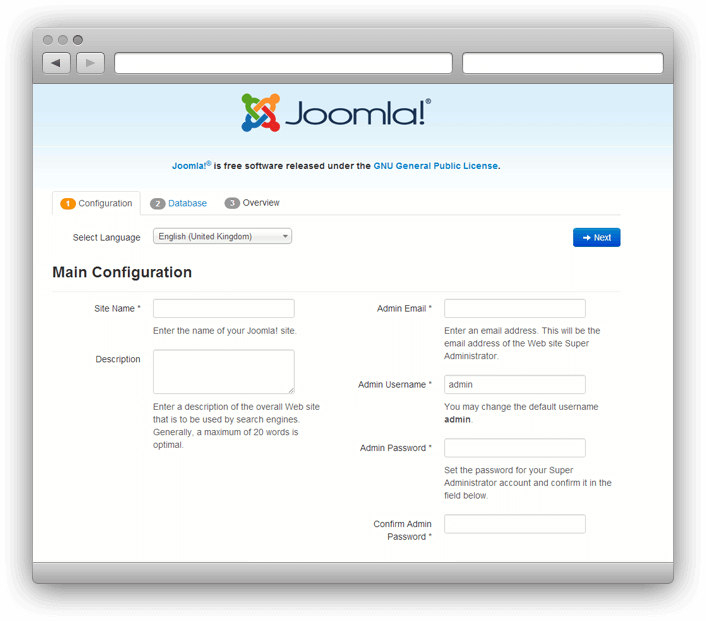 Joomla!®
Joomla!® is free software released under the GNU General Public License.
1 Configuration
2 Database
3 Overview
Select Language
English (United Kingdom)
Next
Main Configuration
Site Name *
Enter the name of your Joomla! site.
Description
Enter a description of the overall Web site
that is to be used by search engines.
Generally, a maximum of 20 words is
optimal.
Admin Email *
Enter an email address. This will be the
email address of the Web site Super
Administrator.
Admin Username *
admin
You may change the default username
admin.
Admin Password *
Set the password for your Super
Administrator account and confirm it in the
field below.
Confirm Admin
Password *